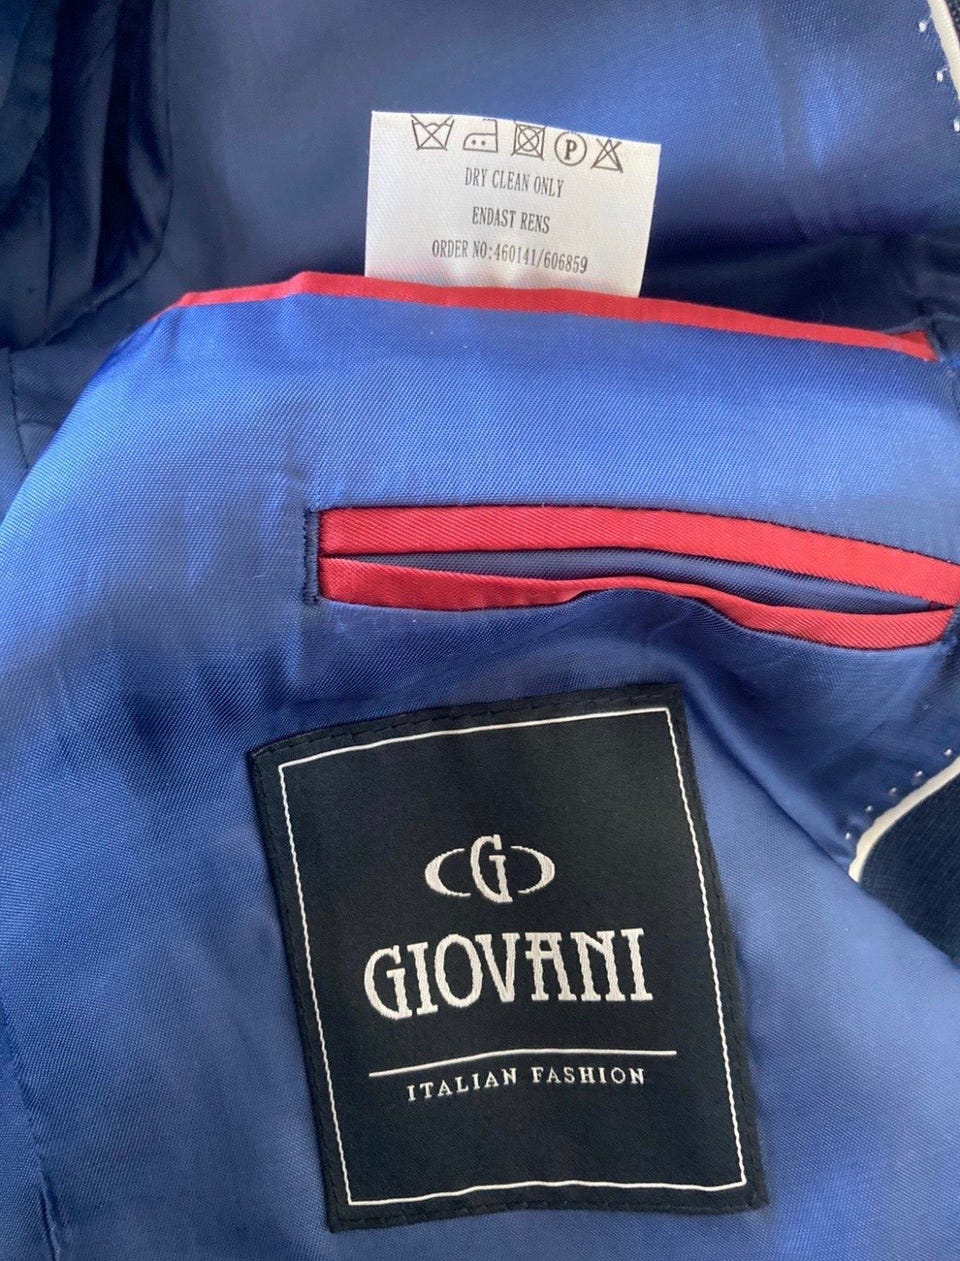 P
DRY CLEAN ONLY
ENDAST RENS
ORDER NO:460141/606859
G
GIOVANI
ITALIAN FASHION